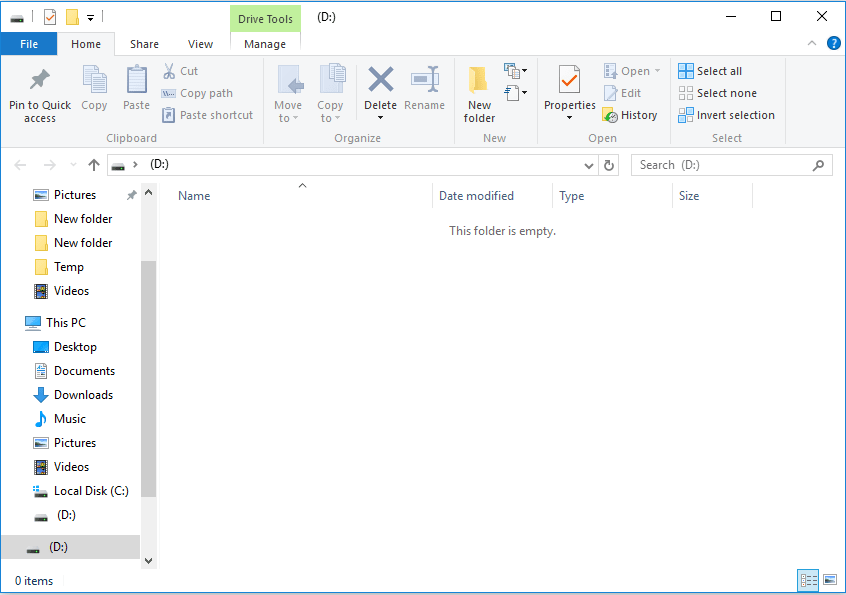 Drive Tools
(D:)
File
Home
Share
View
Manage
Pin to Quick
access
Copy
Paste
Cut
Copy path
Paste shortcut
Clipboard
Move
to
Copy
to
Delete
Rename
Organize
New
folder
New
Properties
Open
Edit
History
Open
Select all
Select none
Invert selection
Select
(D:)
Search (D:)
Pictures
New folder
New folder
Temp
Videos
This PC
Desktop
Documents
Downloads
Music
Pictures
Videos
Local Disk (C:)
(D:)
(D:)
Name
Date modified
Type
Size
This folder is empty.
0 items